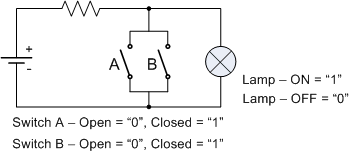 +
-
A
B
Lamp – ON = “1”
Lamp – OFF = “0”
Switch A – Open = “0”, Closed = “1”
Switch B – Open = “0”, Closed = “1”